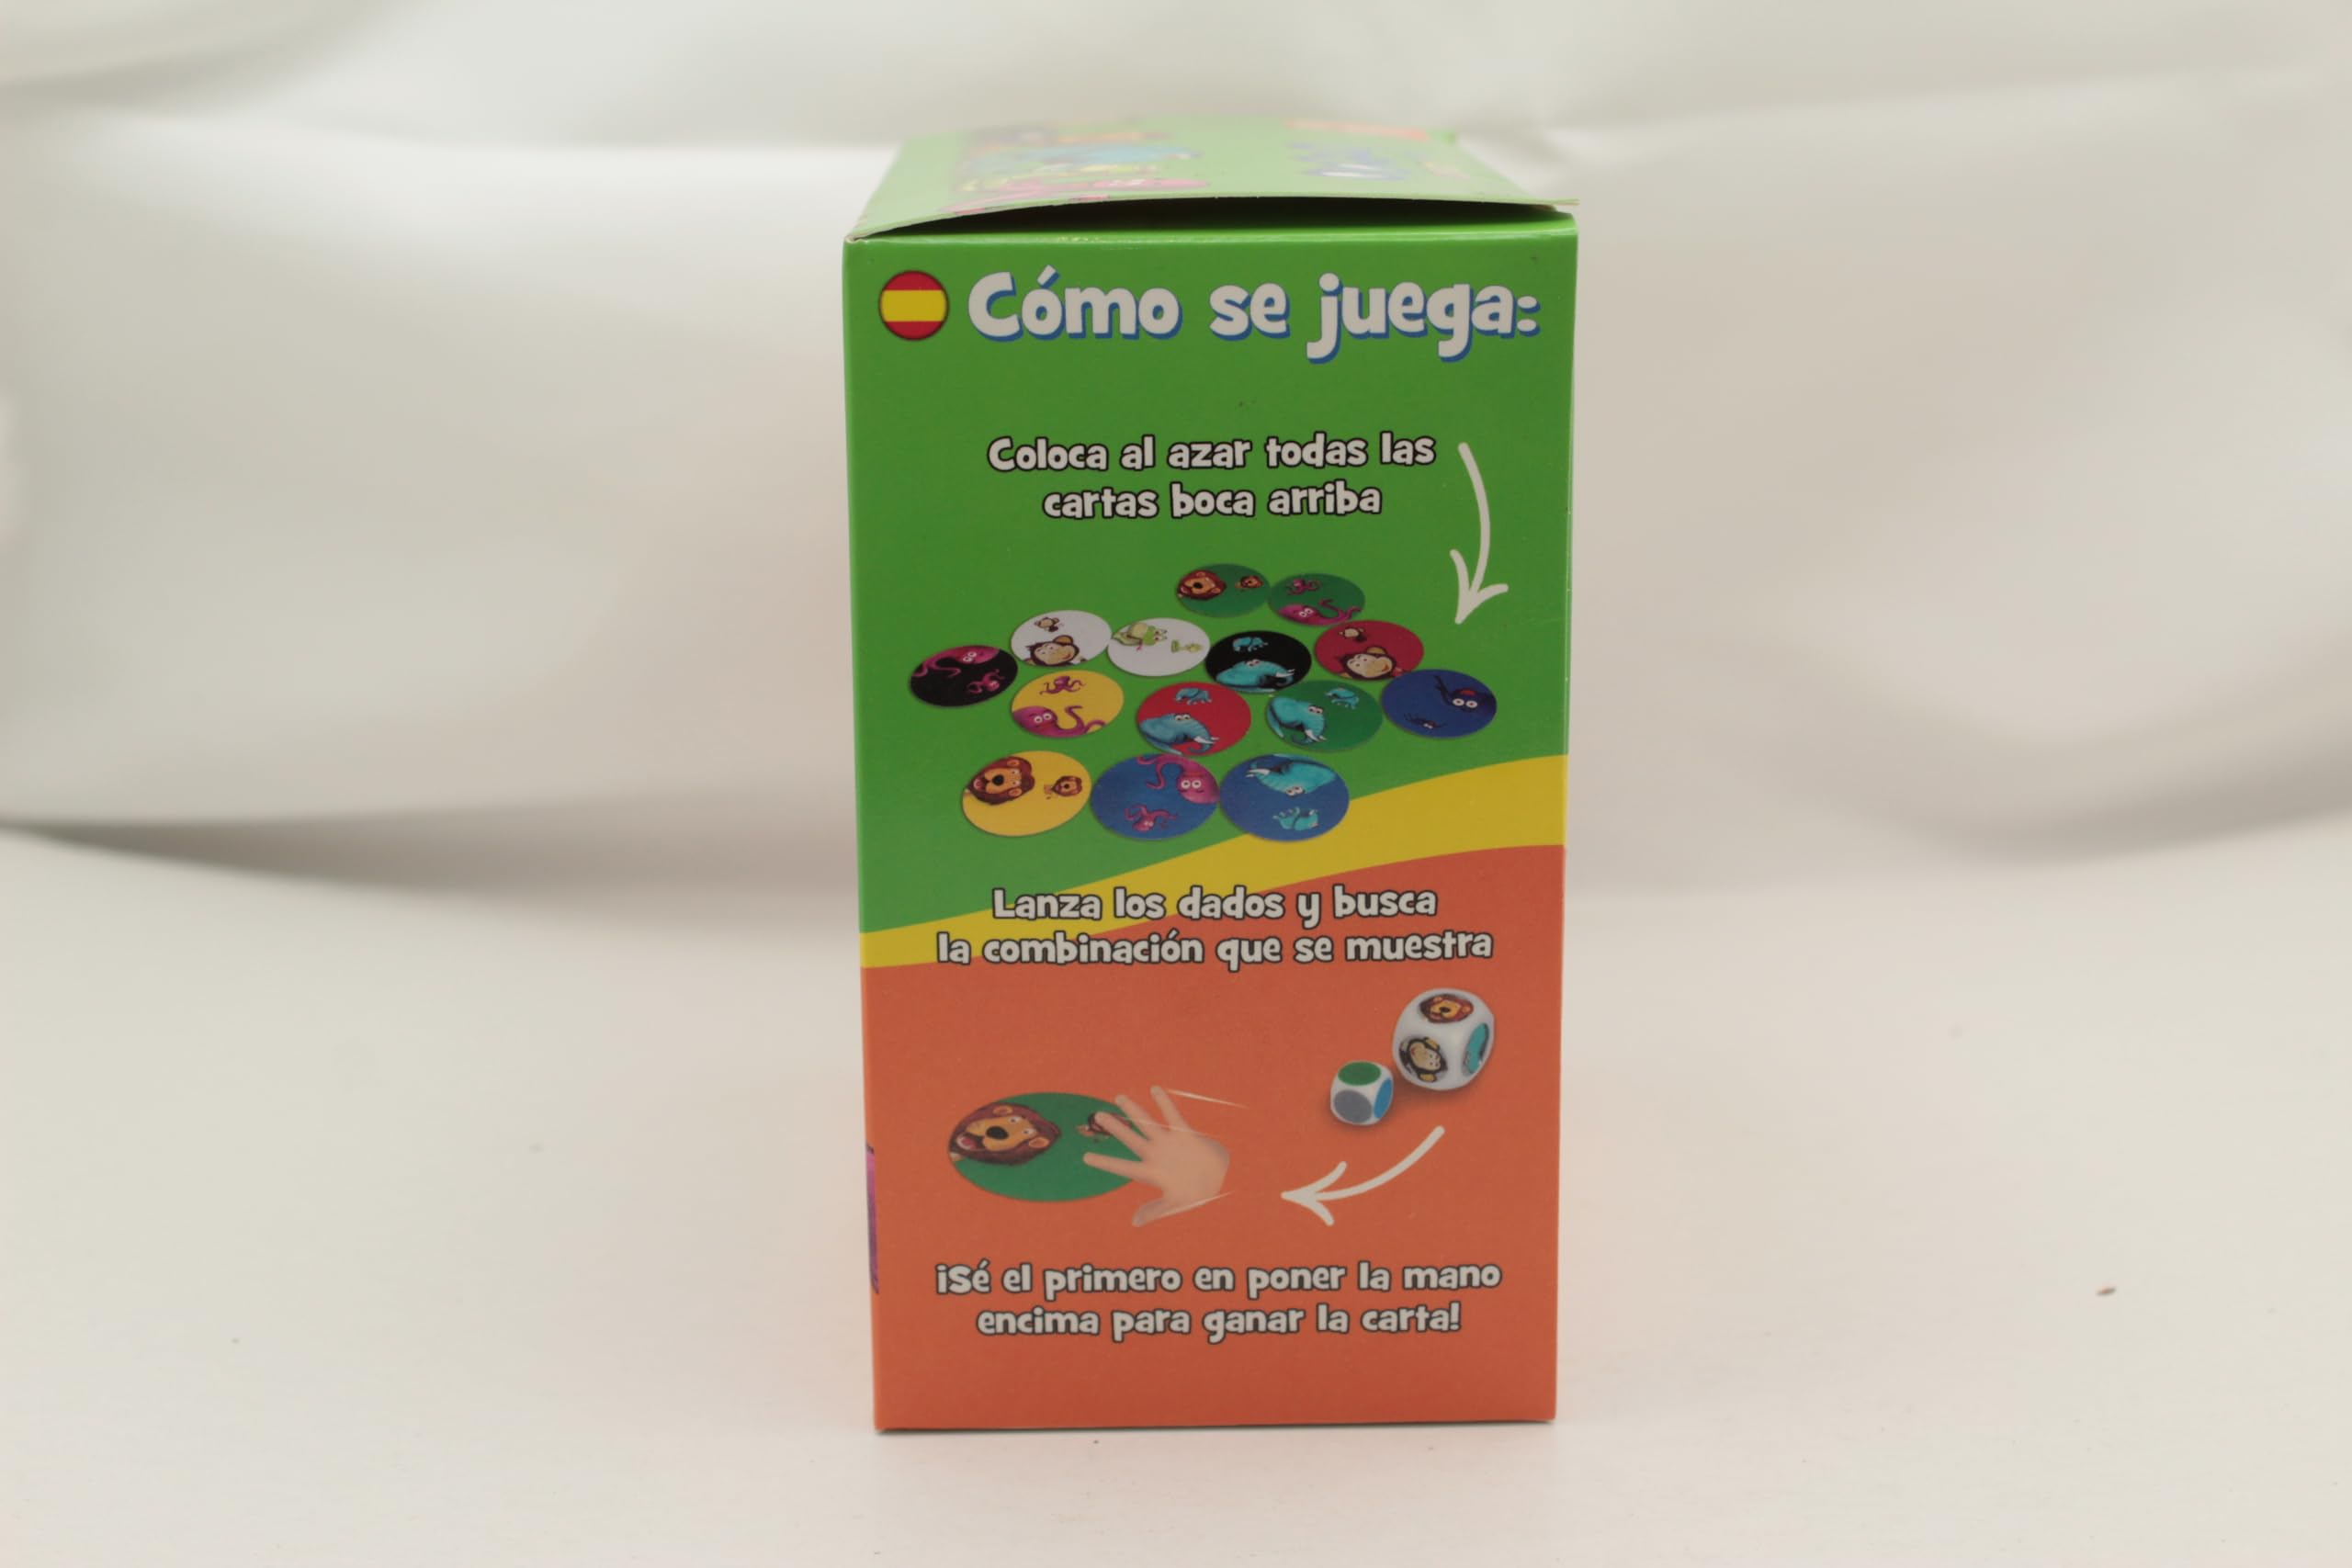 Cómo se juega:
Coloca al azar todas las
cartas boca arriba
Lanza los dados y busca
la combinación que se muestra
¡Sé el primero en poner la mano
encima para ganar la carta!